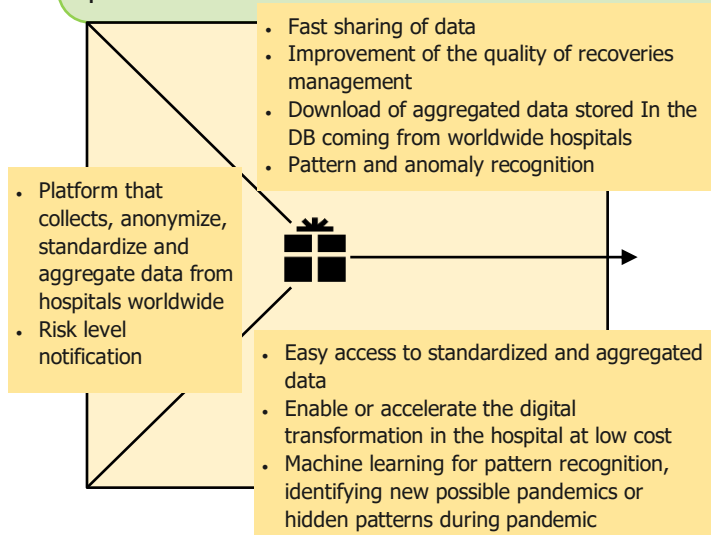 • Fast sharing of data
• Improvement of the quality of recoveries
management
• Download of aggregated data stored In the
DB coming from worldwide hospitals
• Pattern and anomaly recognition
• Platform that
collects, anonymize,
standardize and
aggregate data from
hospitals worldwide
• Risk level
notification
• Easy access to standardized and aggregated
data
• Enable or accelerate the digital
transformation in the hospital at low cost
• Machine learning for pattern recognition,
identifying new possible pandemics or
hidden patterns during pandemic